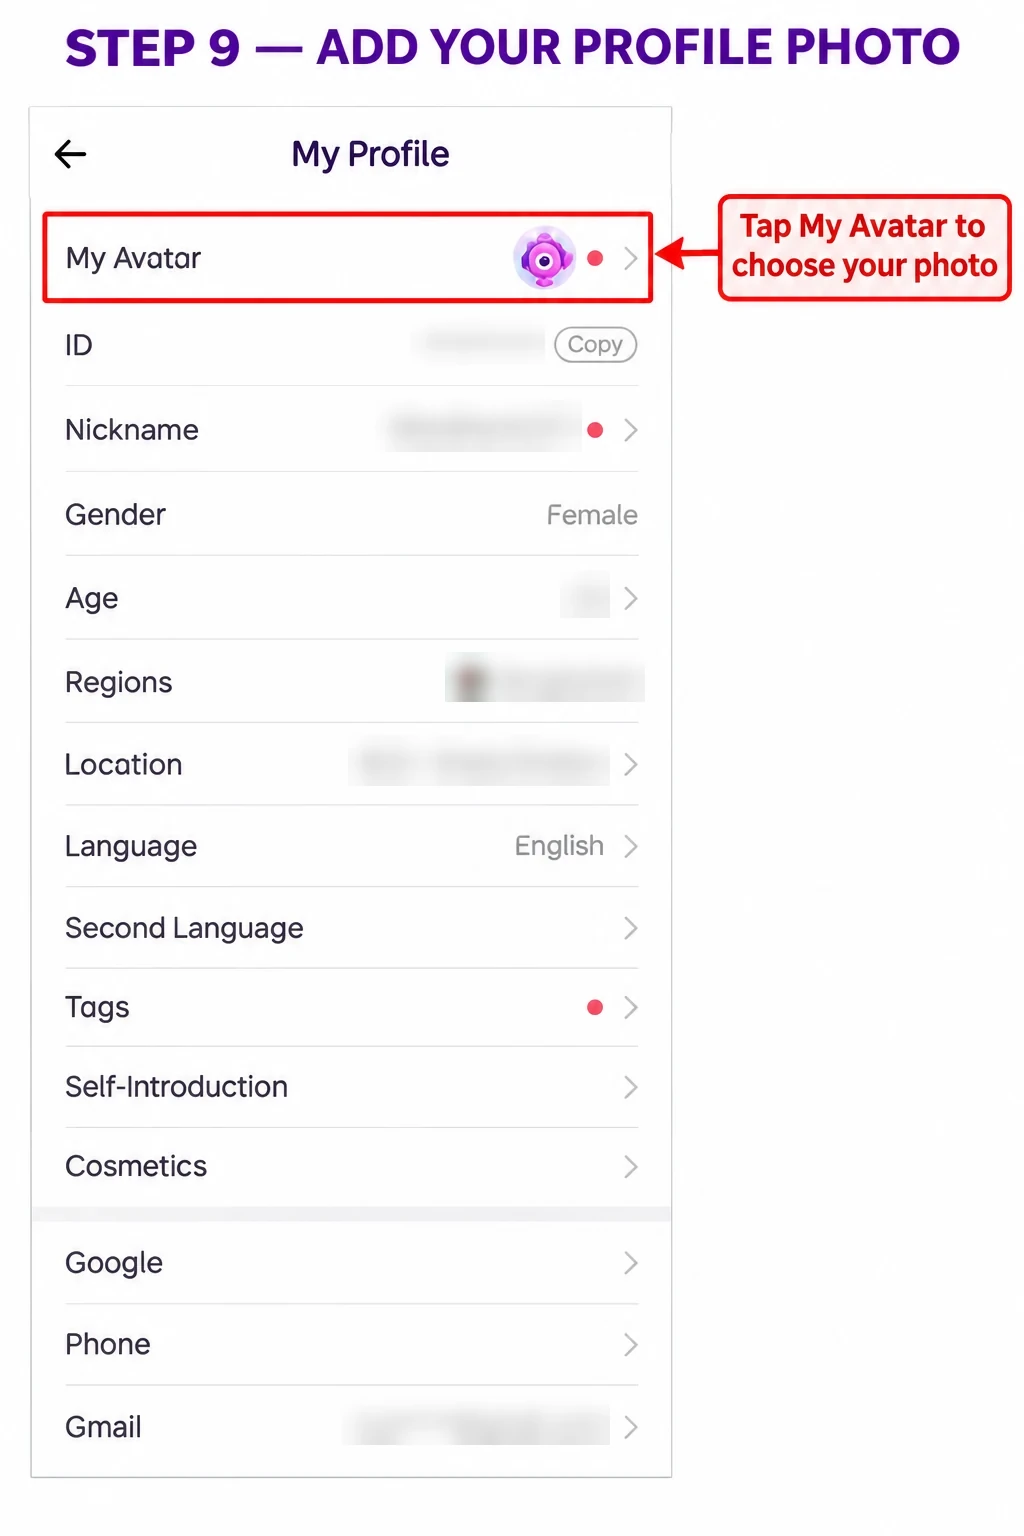 STEP 9 — ADD YOUR PROFILE PHOTO
My Profile
My Avatar
Tap My Avatar to
choose your photo
ID
Copy
Nickname
Gender
Female
Age
Regions
Location
Language
English
Second Language
Tags
Self-Introduction
Cosmetics
Google
Phone
Gmail